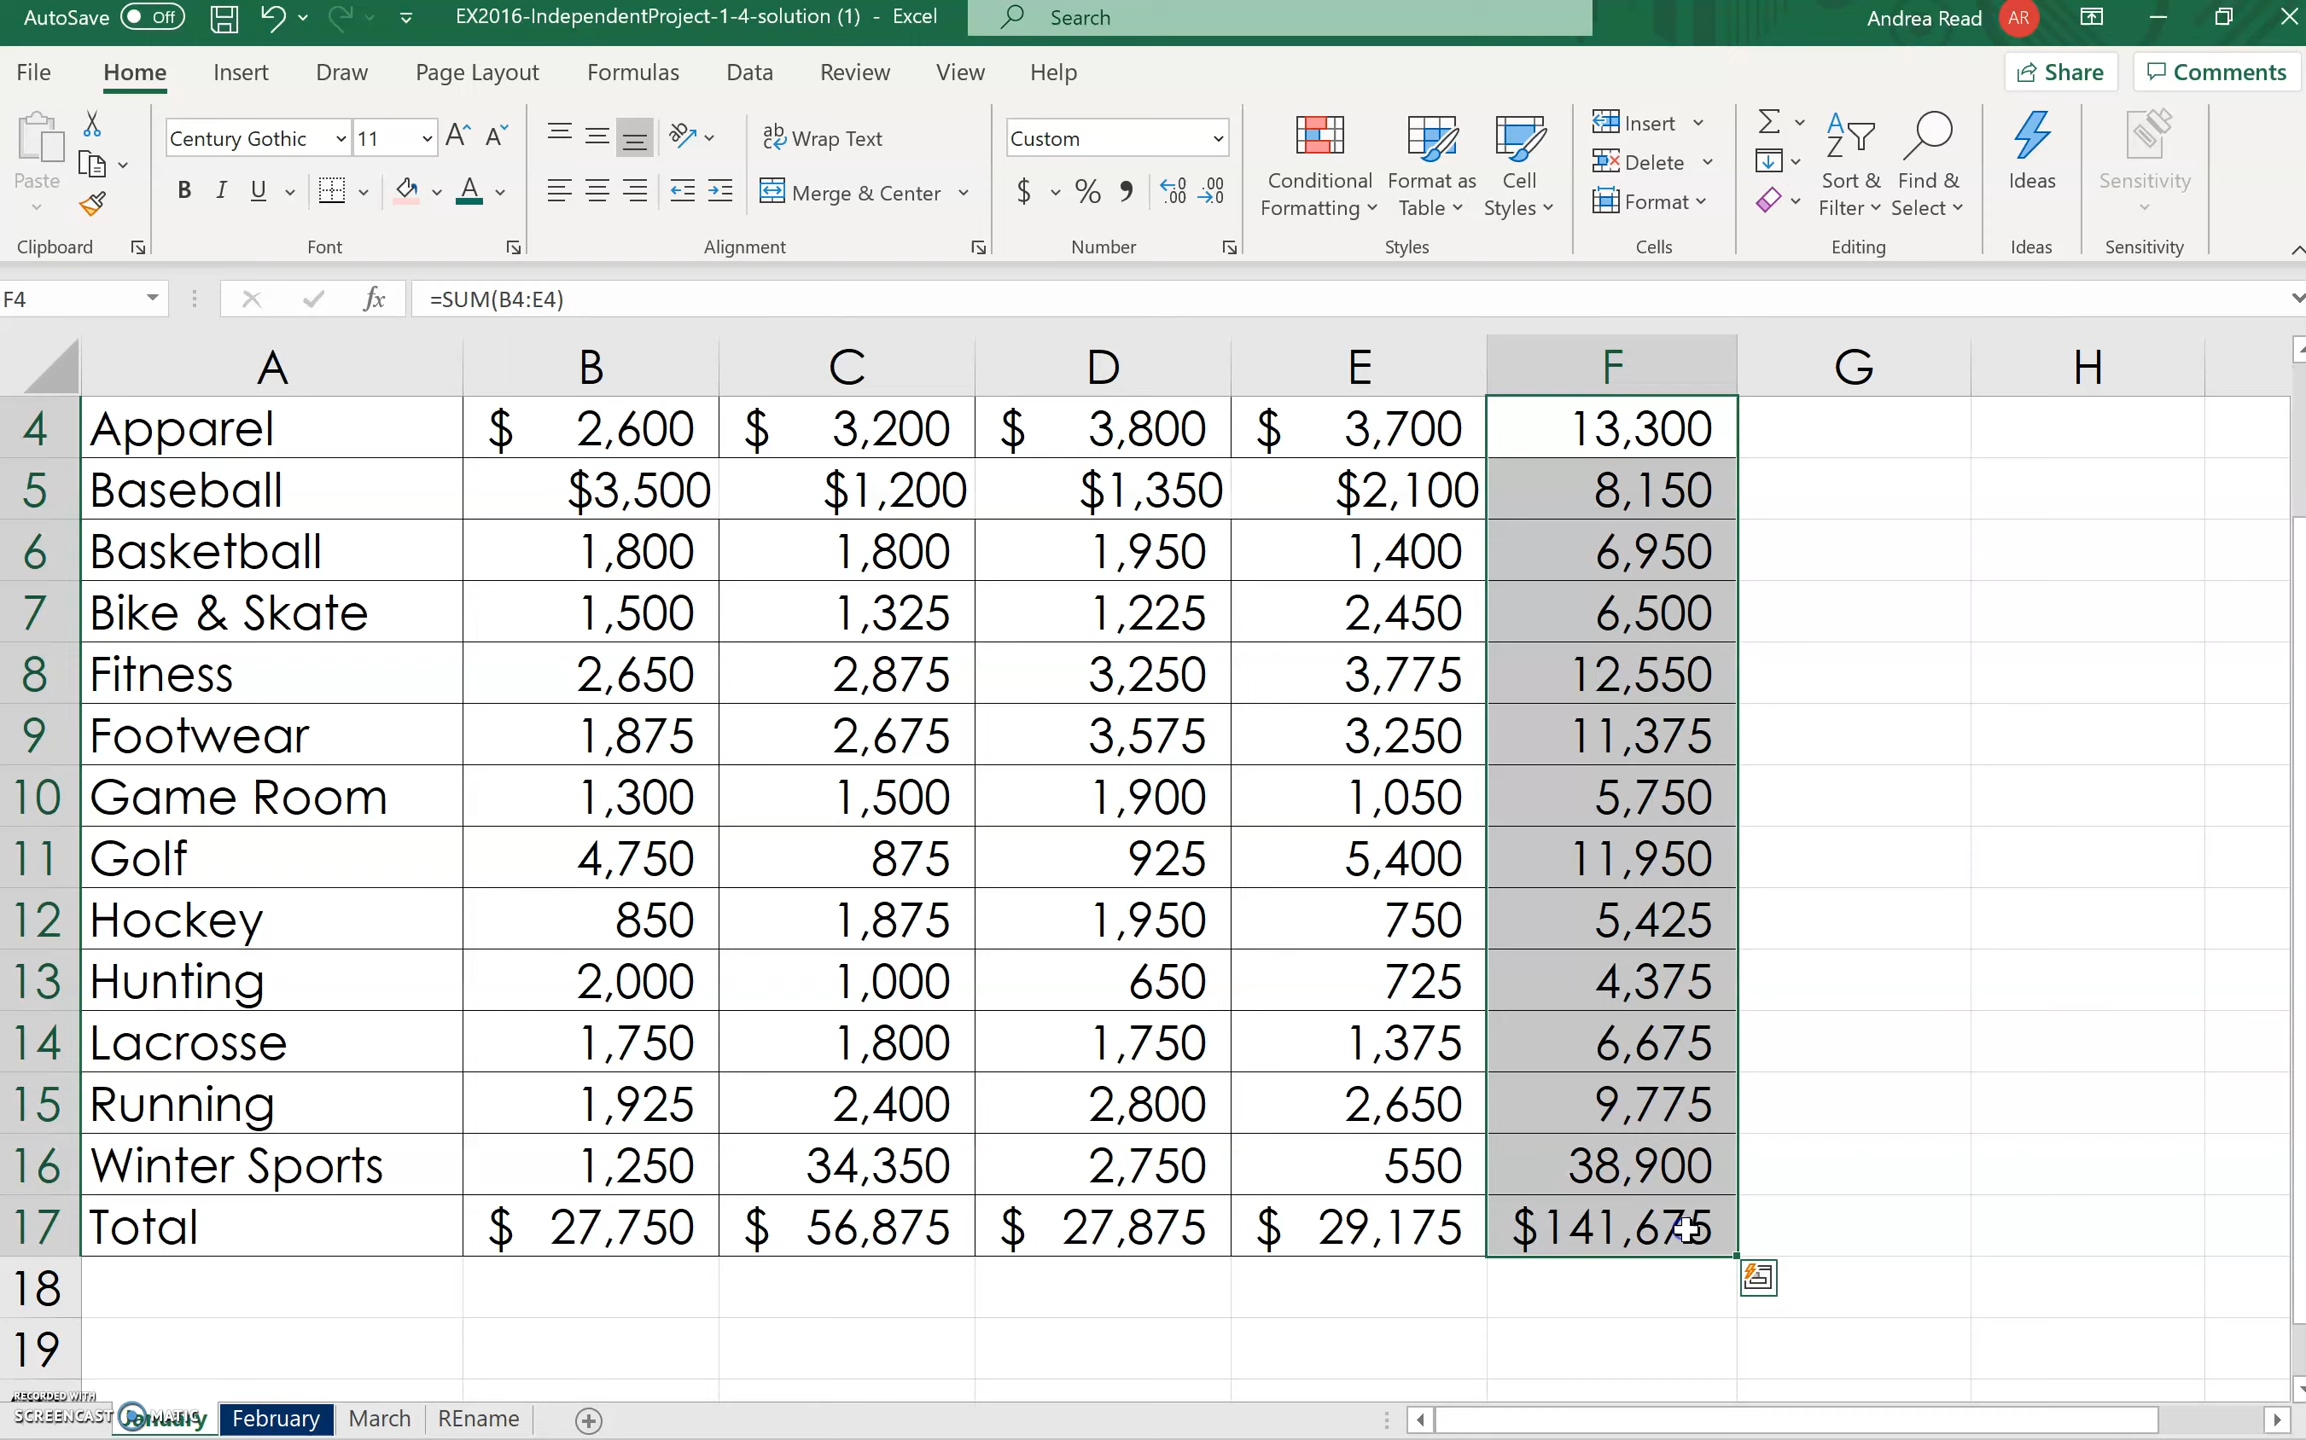 AutoSave Off EX2016-IndependentProject-1-4-solution (1) - Excel Search Andrea Read AR
File Home Insert Draw Page Layout Formulas Data Review View Help Share Comments
Paste Century Gothic 11 A^ A˅ ab Wrap Text Custom Conditional Formatting Format as Table Cell Styles Insert Sort & Filter Find & Select Ideas Sensitivity
B I U A Merge & Center $ % , .00 Delete
Format
Clipboard Font Alignment Number Styles Cells Editing Ideas Sensitivity
F4 fx =SUM(B4:E4)
A B C D E F G H
4 Apparel $ 2,600 $ 3,200 $ 3,800 $ 3,700 13,300
5 Baseball $3,500 $1,200 $1,350 $2,100 8,150
6 Basketball 1,800 1,800 1,950 1,400 6,950
7 Bike & Skate 1,500 1,325 1,225 2,450 6,500
8 Fitness 2,650 2,875 3,250 3,775 12,550
9 Footwear 1,875 2,675 3,575 3,250 11,375
10 Game Room 1,300 1,500 1,900 1,050 5,750
11 Golf 4,750 875 925 5,400 11,950
12 Hockey 850 1,875 1,950 750 5,425
13 Hunting 2,000 1,000 650 725 4,375
14 Lacrosse 1,750 1,800 1,750 1,375 6,675
15 Running 1,925 2,400 2,800 2,650 9,775
16 Winter Sports 1,250 34,350 2,750 550 38,900
17 Total $ 27,750 $ 56,875 $ 27,875 $ 29,175 $141,675
18
19
RECORDED WITH
SCREENCAST MATIC January February March REname